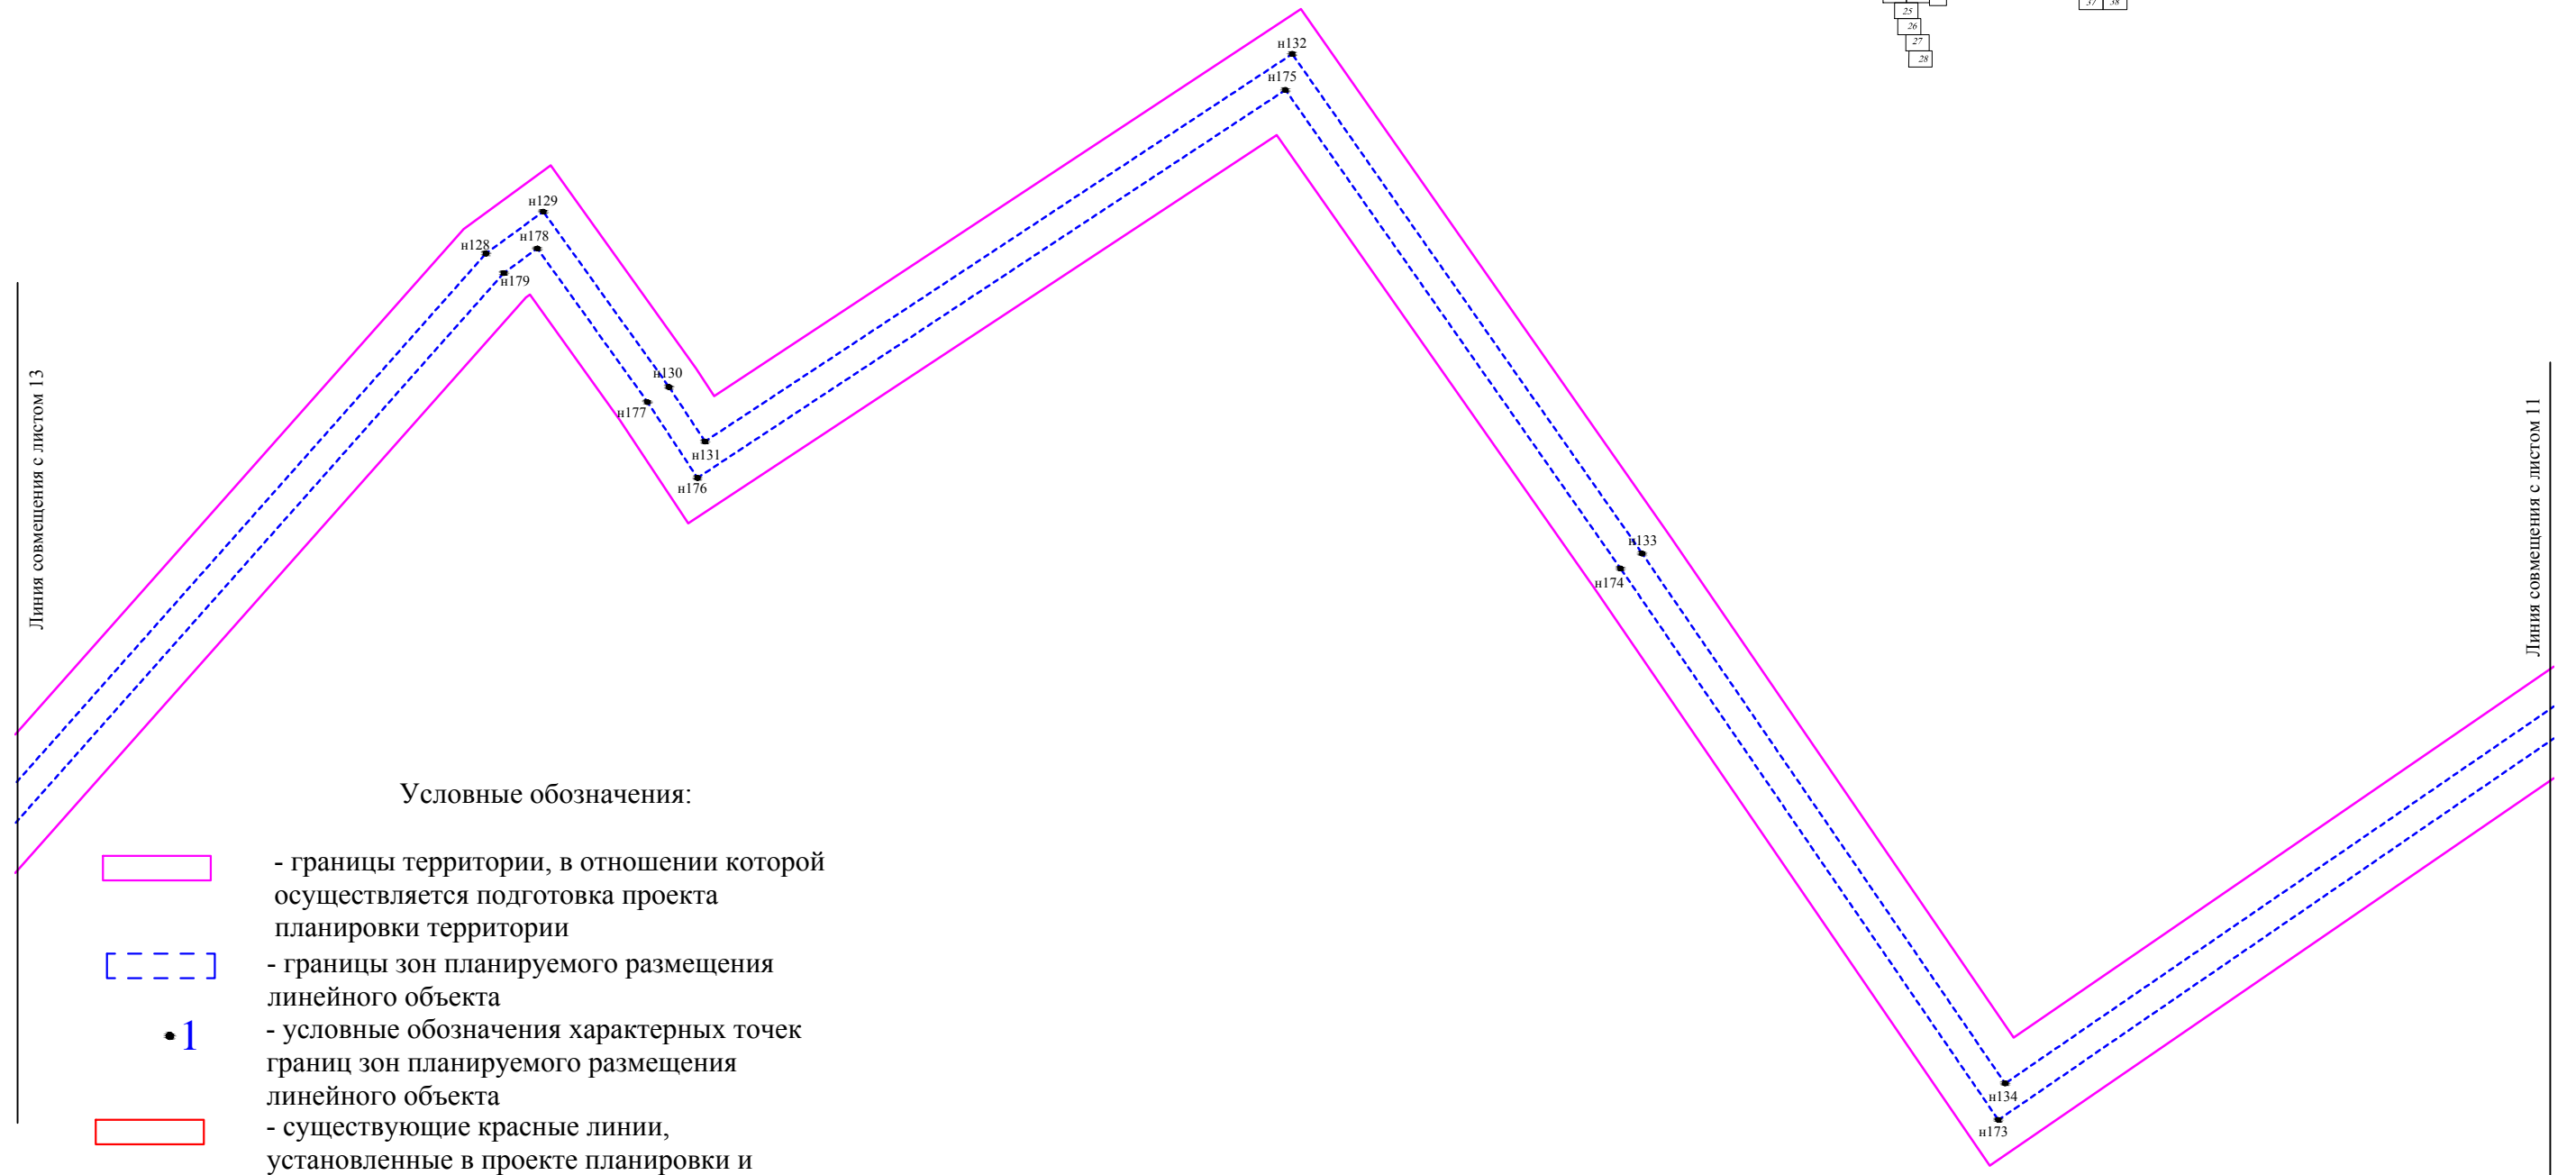 37 38
25
26
27
28
н132
н175
н129
н128
н178
н179
н130
н177
н131
н176
н133
н174
н134
н173
Линия совмещения с листом 13
Линия совмещения с листом 11
Условные обозначения:
- границы территории, в отношении которой
осуществляется подготовка проекта
планировки территории
- границы зон планируемого размещения
линейного объекта
1
- условные обозначения характерных точек
границ зон планируемого размещения
линейного объекта
- существующие красные линии,
установленные в проекте планировки и